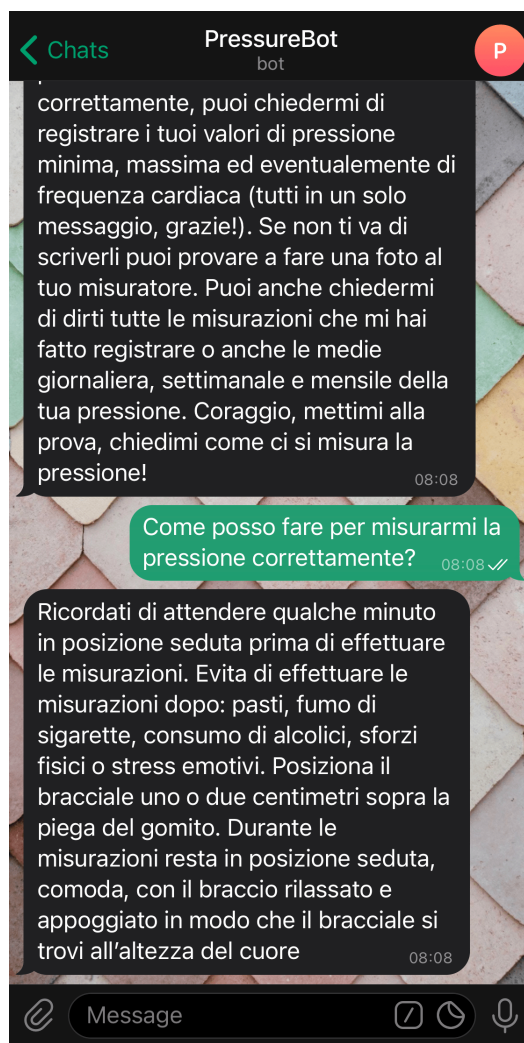 Chats
PressureBot
bot
P
correttamente, puoi chiedermi di
registrare i tuoi valori di pressione
minima, massima ed eventualemente di
frequenza cardiaca (tutti in un solo
messaggio, grazie!). Se non ti va di
scriverli puoi provare a fare una foto al
tuo misuratore. Puoi anche chiedermi
di dirti tutte le misurazioni che mi hai
fatto registrare o anche le medie
giornaliera, settimanale e mensile della
tua pressione. Coraggio, mettimi alla
prova, chiedimi come ci si misura la
pressione!
08:08
Come posso fare per misurarmi la
pressione correttamente?
08:08
Ricordati di attendere qualche minuto
in posizione seduta prima di effettuare
le misurazioni. Evita di effettuare le
misurazioni dopo: pasti, fumo di
sigarette, consumo di alcolici, sforzi
fisici o stress emotivi. Posiziona il
bracciale uno o due centimetri sopra la
piega del gomito. Durante le
misurazioni resta in posizione seduta,
comoda, con il braccio rilassato e
appoggiato in modo che il bracciale si
trovi all’altezza del cuore
08:08
Message